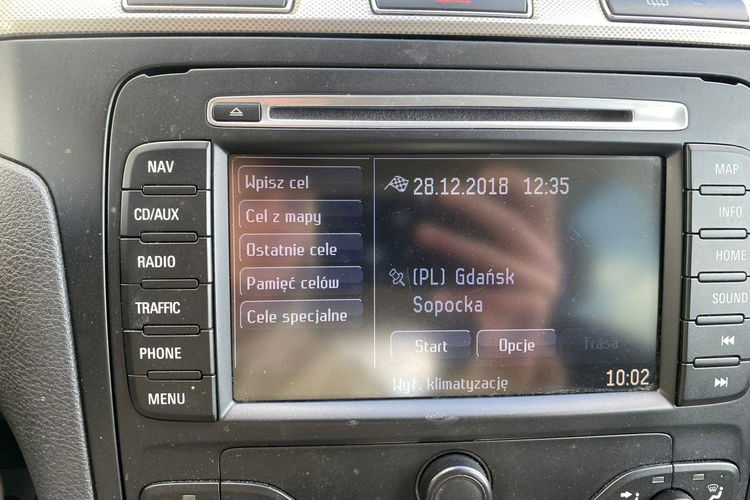 NAV
CD/AUX
RADIO
TRAFFIC
PHONE
MENU
Wpisz cel
Cel z mapy
Ostatnie cele
Pamięć celów
Cele specjalne
28.12.2018 12:35
(PL) Gdańsk
Sopocka
Start Opcje Trasa
Wył. klimatyzację 10:02
MAP
INFO
HOME
SOUND